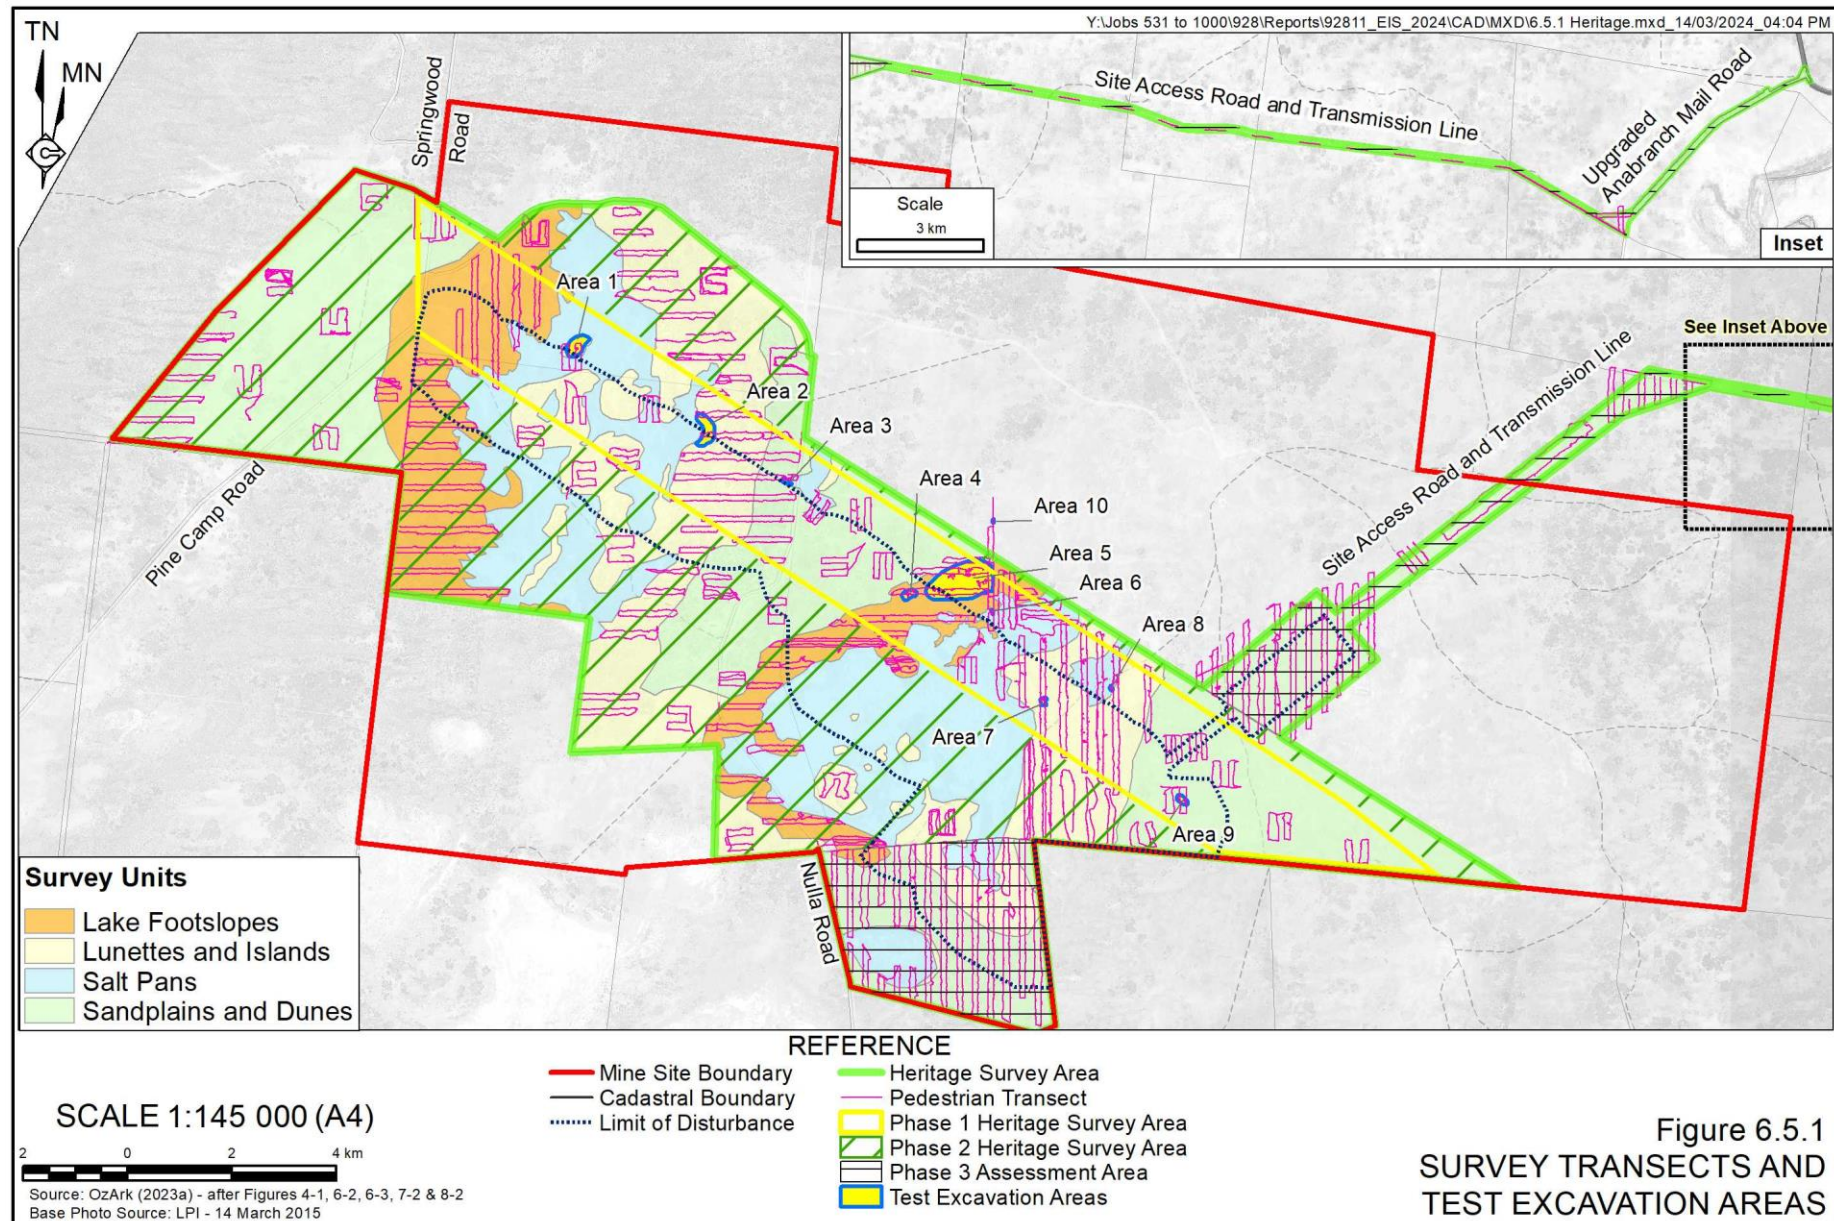 Y:\Jobs 531 to 1000\928\Reports\92811_EIS_2024\CAD\MXD\6.5.1 Heritage.mxd_14/03/2024_04:04 PM
TN
MN
Springwood
Road
Site Access Road and Transmission Line
Upgraded
Anabranch Mail Road
Scale
3 km
Inset
Area 1
See Inset Above
Area 2
Area 3
Area 4
Area 10
Area 5
Area 6
Area 8
Area 7
Area 9
Site Access Road and Transmission Line
Pine Camp Road
Nulla Road
Survey Units
Lake Footslopes
Lunettes and Islands
Salt Pans
Sandplains and Dunes
REFERENCE
Mine Site Boundary
Cadastral Boundary
Limit of Disturbance
Heritage Survey Area
Pedestrian Transect
Phase 1 Heritage Survey Area
Phase 2 Heritage Survey Area
Phase 3 Assessment Area
Test Excavation Areas
SCALE 1:145 000 (A4)
2 0 2 4 km
Source: OzArk (2023a) - after Figures 4-1, 6-2, 6-3, 7-2 & 8-2
Base Photo Source: LPI - 14 March 2015
Figure 6.5.1
SURVEY TRANSECTS AND
TEST EXCAVATION AREAS